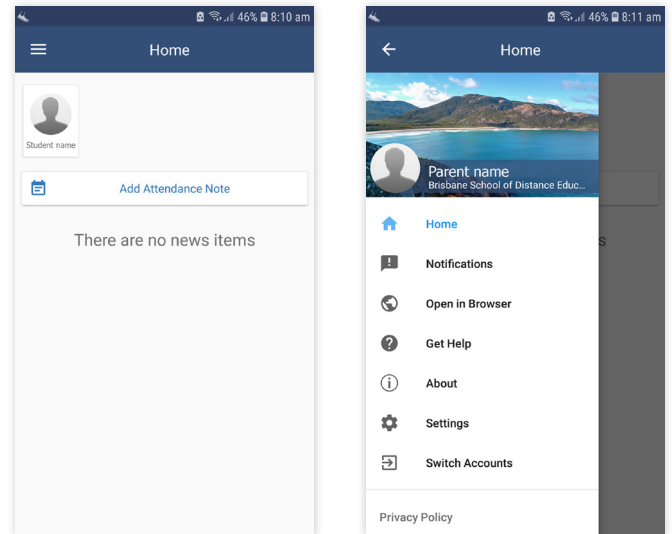 46% 8:10 am
Home
Student name
Add Attendance Note
There are no news items
46% 8:11 am
Home
Parent name
Brisbane School of Distance Educ...
Home
s
Notifications
Open in Browser
Get Help
About
Settings
Switch Accounts
Privacy Policy